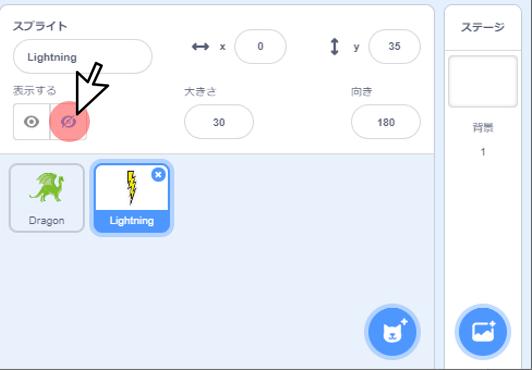 スプライト
Lightning
x
0
y
35
表示する
大きさ
30
向き
180
Dragon
Lightning
ステージ
背景
1